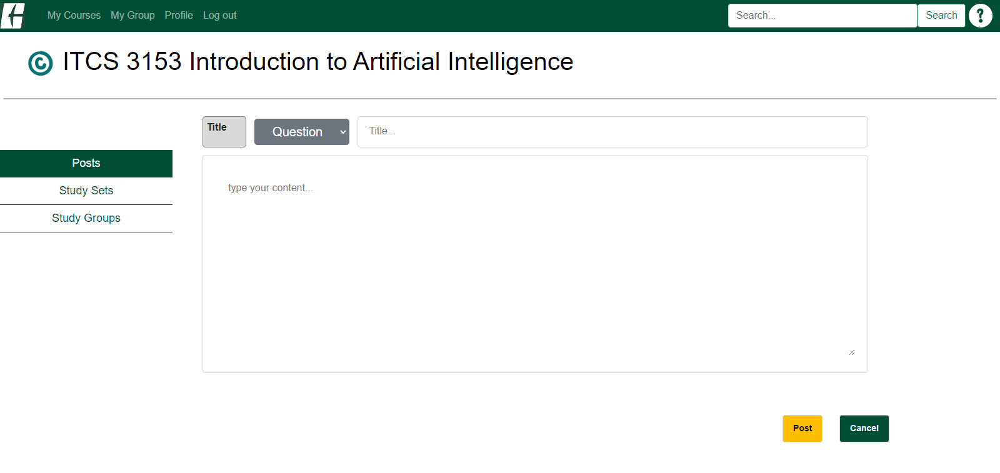 My Courses My Group Profile Log out Search... Search ?
© ITCS 3153 Introduction to Artificial Intelligence
Title Question Title...
Posts
Study Sets
Study Groups
type your content...
Post Cancel